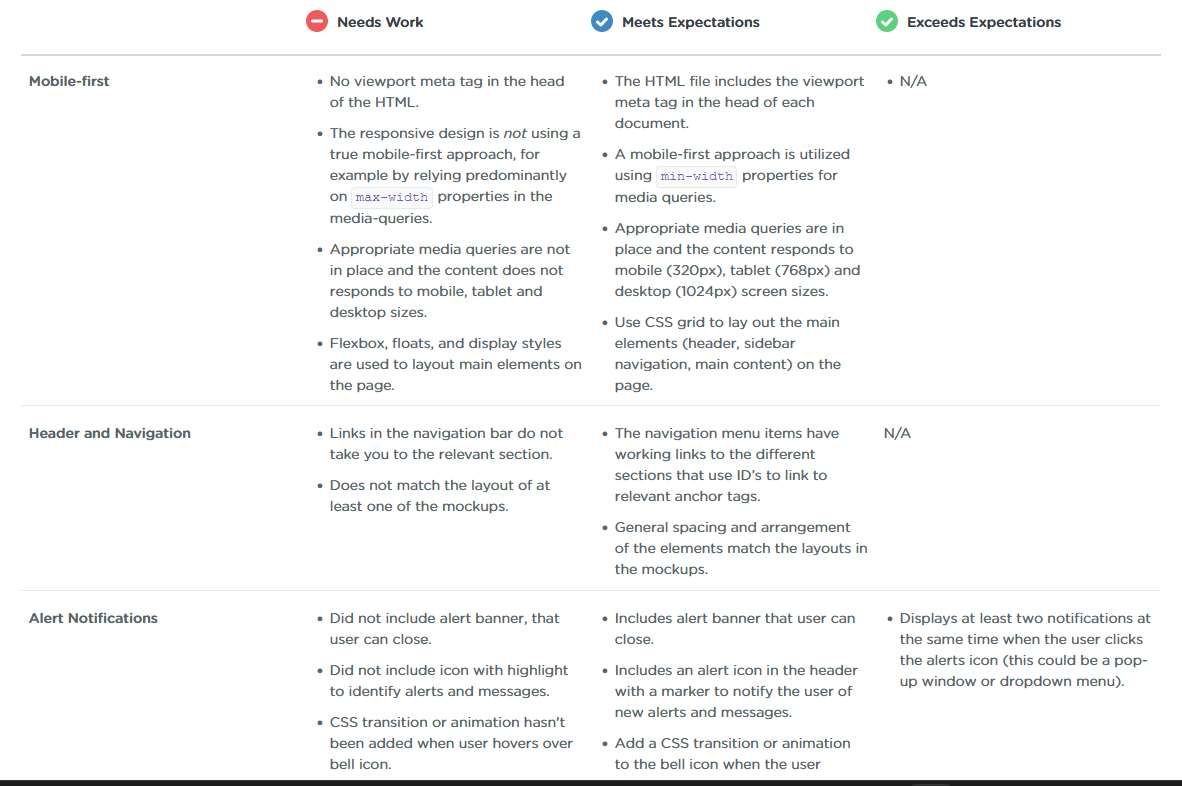 Needs Work
Meets Expectations
Exceeds Expectations
Mobile-first
No viewport meta tag in the head
of the HTML.
The responsive design is not using a
true mobile-first approach, for
example by relying predominantly
on max-width properties in the
media-queries.
Appropriate media queries are not
in place and the content does not
responds to mobile, tablet and
desktop sizes.
Flexbox, floats, and display styles
are used to layout main elements on
the page.
The HTML file includes the viewport
meta tag in the head of each
document.
A mobile-first approach is utilized
using min-width properties for
media queries.
Appropriate media queries are in
place and the content responds to
mobile (320px), tablet (768px) and
desktop (1024px) screen sizes.
Use CSS grid to lay out the main
elements (header, sidebar
navigation, main content) on the
page.
N/A
Header and Navigation
Links in the navigation bar do not
take you to the relevant section.
Does not match the layout of at
least one of the mockups.
The navigation menu items have
working links to the different
sections that use ID's to link to
relevant anchor tags.
General spacing and arrangement
of the elements match the layouts in
the mockups.
N/A
Alert Notifications
Did not include alert banner, that
user can close.
Did not include icon with highlight
to identify alerts and messages.
CSS transition or animation hasn't
been added when user hovers over
bell icon.
Includes alert banner that user can
close.
Includes an alert icon in the header
with a marker to notify the user of
new alerts and messages.
Add a CSS transition or animation
to the bell icon when the user
Displays at least two notifications at
the same time when the user clicks
the alerts icon (this could be a pop-
up window or dropdown menu).